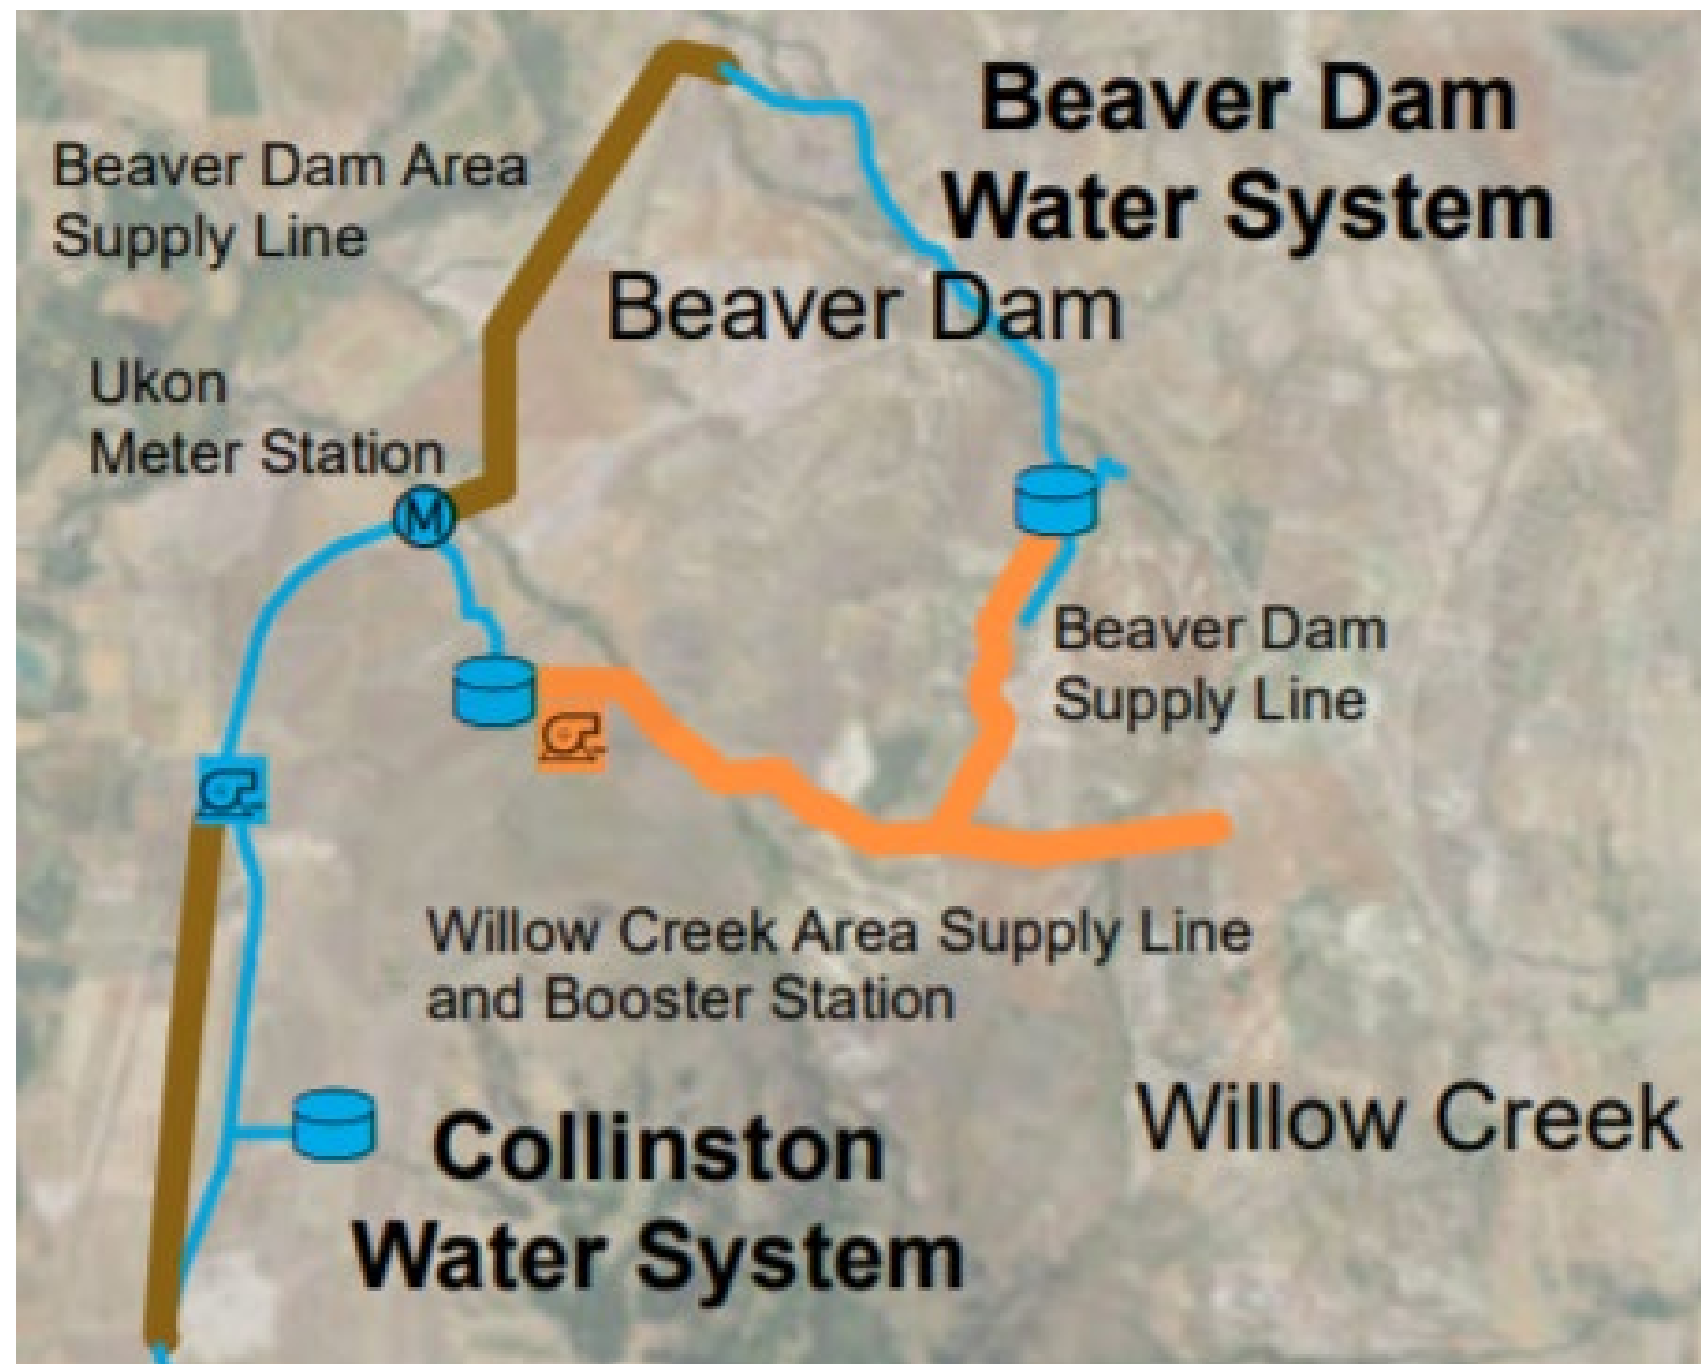 Beaver Dam
Water System
Beaver Dam Area
Supply Line
Beaver Dam
Ukon
Meter Station
M
Beaver Dam
Supply Line
Willow Creek Area Supply Line
and Booster Station
Willow Creek
Collinston
Water System